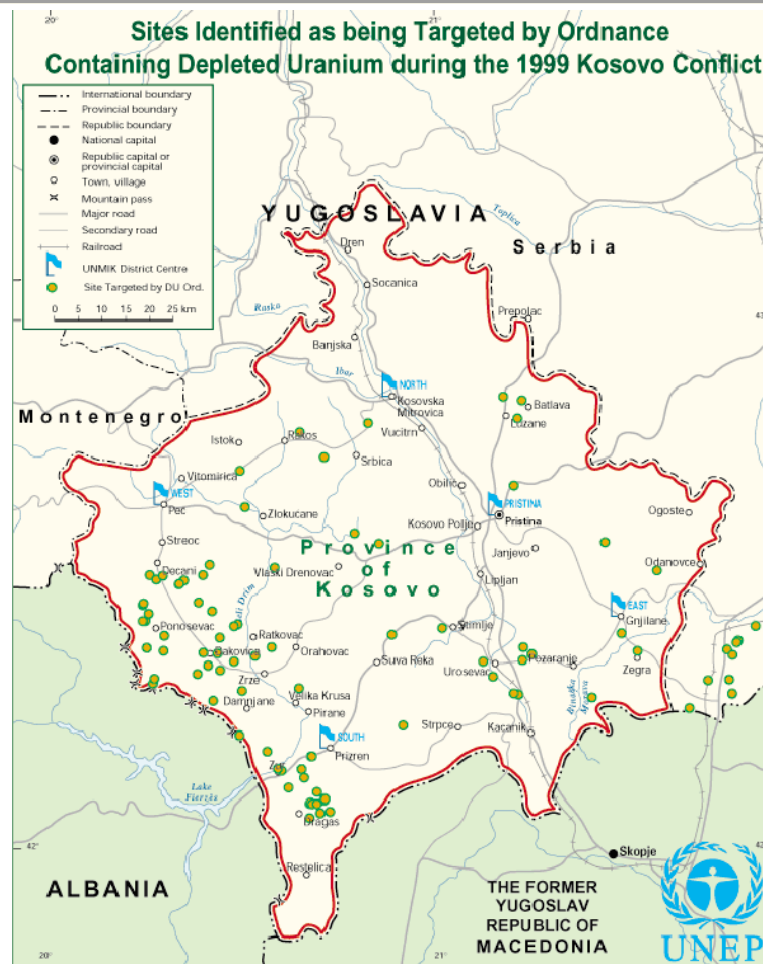 20°
21°
Sites Identified as being Targeted by Ordnance
Containing Depleted Uranium during the 1999 Kosovo Conflict
International boundary
Provincial boundary
Republic boundary
National capital
Republic capital or
provincial capital
Town, village
Mountain pass
Major road
Secondary road
Railroad
UNMIK District Centre
Site Targeted by DU Ord.
0 5 10 15 20 25 km
YUGOSLAVIA
Toplica
Serbia
Dren
Socanica
Raska
Prepolac
Banjska
Ibar
NORTH
Kosovska
Mitrovica
Batlava
Luzane
Montenegro
Istok
Rakos
Vucitrn
Srbica
Vitomirica
Obilic
WEST
Pec
PRISTINA
Pristina
Ogoste
Zlokucane
Kosovo Polje
Streoc
Province
of
Kosovo
Janjevo
Decani
Vlaski Drenovac
Lipljan
Odanovce
Drim
EAST
Gnjilane
Ponosevac
Ratkovac
Stimlje
Djakovica
Orahovac
Suva Reka
Urosevac
Pozaranje
Zegra
Zrze
Damnjane
Velika Krusa
Pirane
Binačka
Morava
Strpce
Kacanik
SOUTH
Prizren
Zur
Lake
Fierzës
Dragas
42°
Skopje
Restelica
ALBANIA
THE FORMER
YUGOSLAV
REPUBLIC OF
MACEDONIA
UNEP
20°
21°